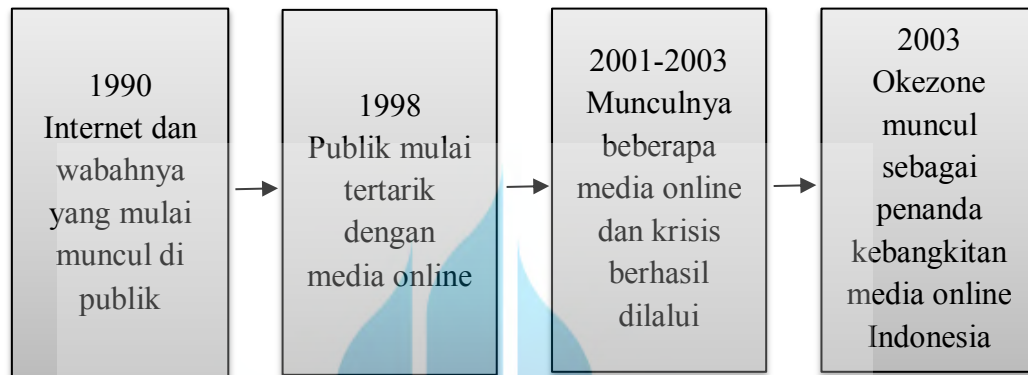 1990
Internet dan
wabahnya
yang mulai
muncul di
publik
1998
Publik mulai
tertarik
dengan
media online
2001-2003
Munculnya
beberapa
media online
dan krisis
berhasil
dilalui
2003
Okezone
muncul
sebagai
penanda
kebangkitan
media online
Indonesia